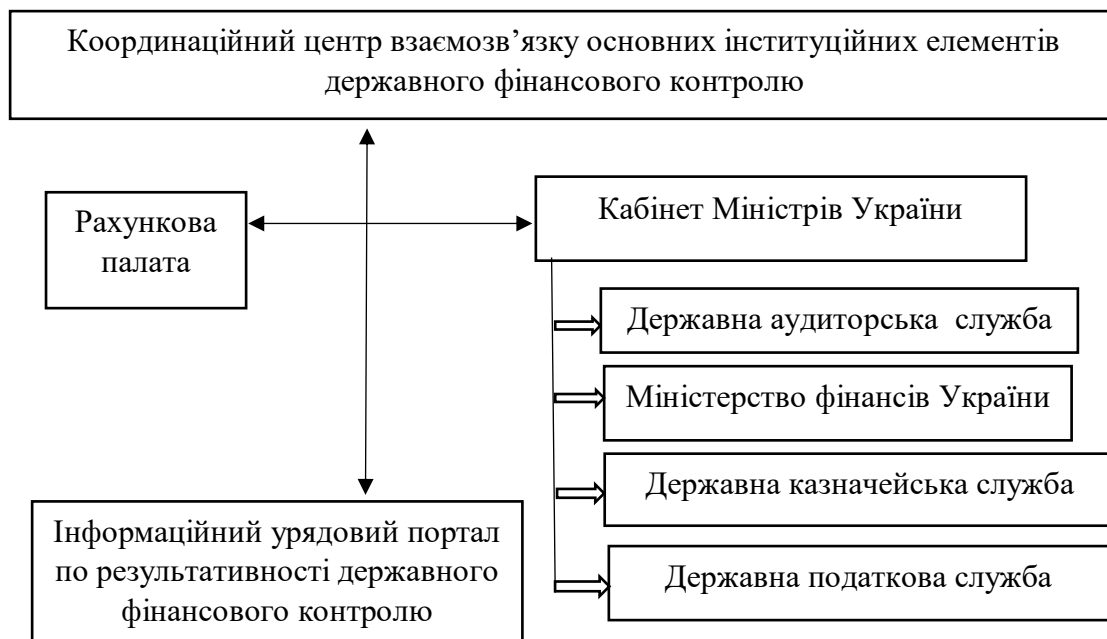 Координаційний центр взаємозв’язку основних інституційних елементів
державного фінансового контролю
Рахункова
палата
Кабінет Міністрів України
Державна аудиторська  служба
Міністерство фінансів України
Державна казначейська служба
Державна податкова служба
Інформаційний урядовий портал
по результативності державного
фінансового контролю